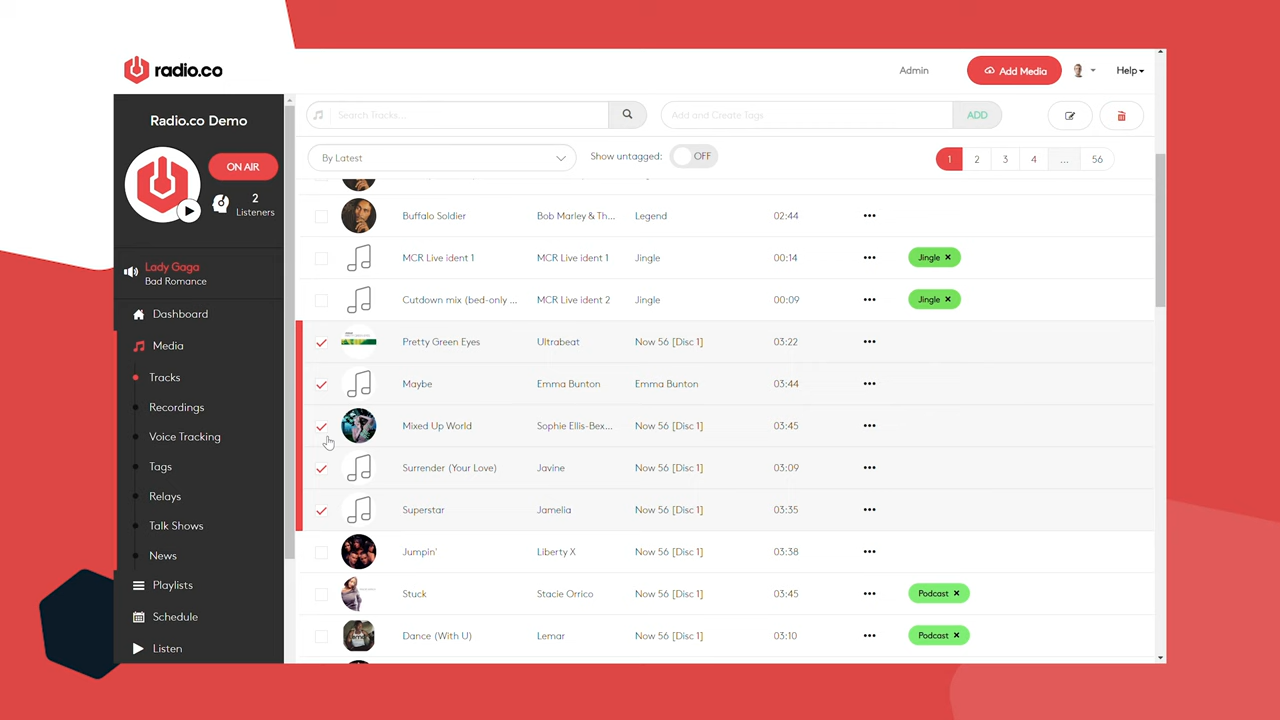 radio.co
Admin
Add Media
Help
Radio.co Demo
ON AIR
2
Listeners
Lady Gaga
Bad Romance
Dashboard
Media
Tracks
Recordings
Voice Tracking
Tags
Relays
Talk Shows
News
Playlists
Schedule
Listen
Search Tracks...
Add and Create Tags
ADD
By Latest
Show untagged: OFF
1 2 3 4 ... 56
Buffalo Soldier Bob Marley & Th... Legend 02:44 •••
MCR Live ident 1 MCR Live ident 1 Jingle 00:14 ••• Jingle ×
Cutdown mix (bed-only ... MCR Live ident 2 Jingle 00:09 ••• Jingle ×
Pretty Green Eyes Ultrabeat Now 56 [Disc 1] 03:22 •••
Maybe Emma Bunton Emma Bunton 03:44 •••
Mixed Up World Sophie Ellis-Bex... Now 56 [Disc 1] 03:45 •••
Surrender (Your Love) Javine Now 56 [Disc 1] 03:09 •••
Superstar Jamelia Now 56 [Disc 1] 03:35 •••
Jumpin' Liberty X Now 56 [Disc 1] 03:38 •••
Stuck Stacie Orrico Now 56 [Disc 1] 03:45 ••• Podcast ×
Dance (With U) Lemar Now 56 [Disc 1] 03:10 ••• Podcast ×